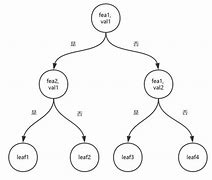 fea1,
val1
是
否
fea2,
val1
fea1,
val2
是
否
是
否
leaf1
leaf2
leaf3
leaf4